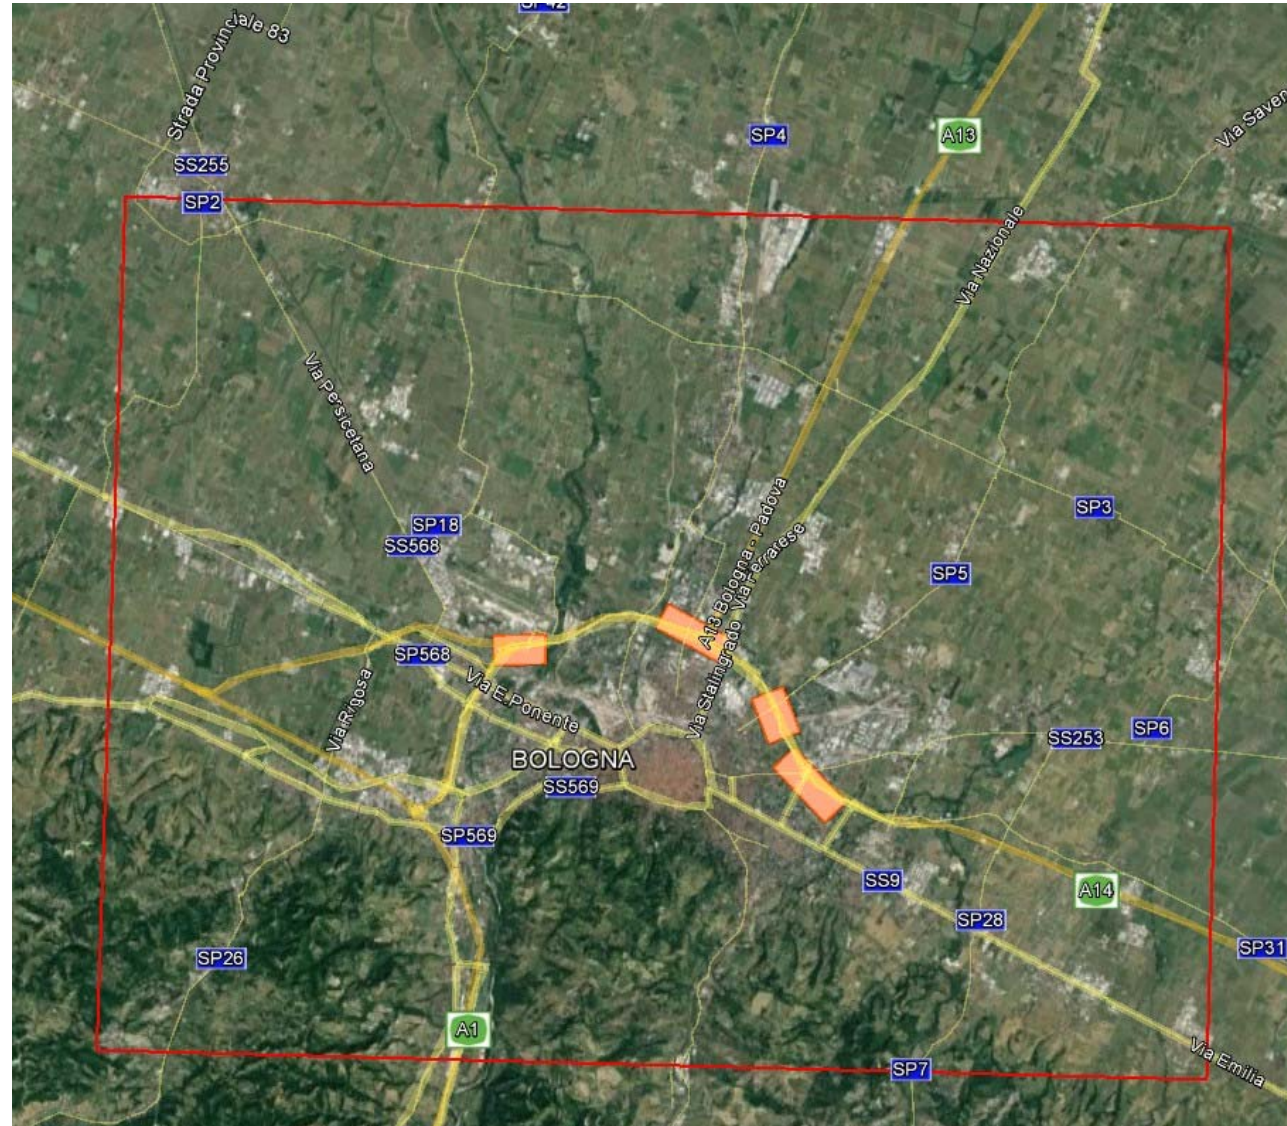 SP42
Strada Provinciale 83
SP4
A13
Via Saven
SS255
SP2
Via Nazionale
Via Persicetana
SP3
SP18
SS568
A13 Bologna - Padova
Via Ferrarese
SP5
SP568
Via E.Ponente
Via Rigosa
Via Stalingrado
SP6
SS253
BOLOGNA
SS569
SP569
SS9
A14
SP28
SP31
SP26
A1
SP7
Via Emilia